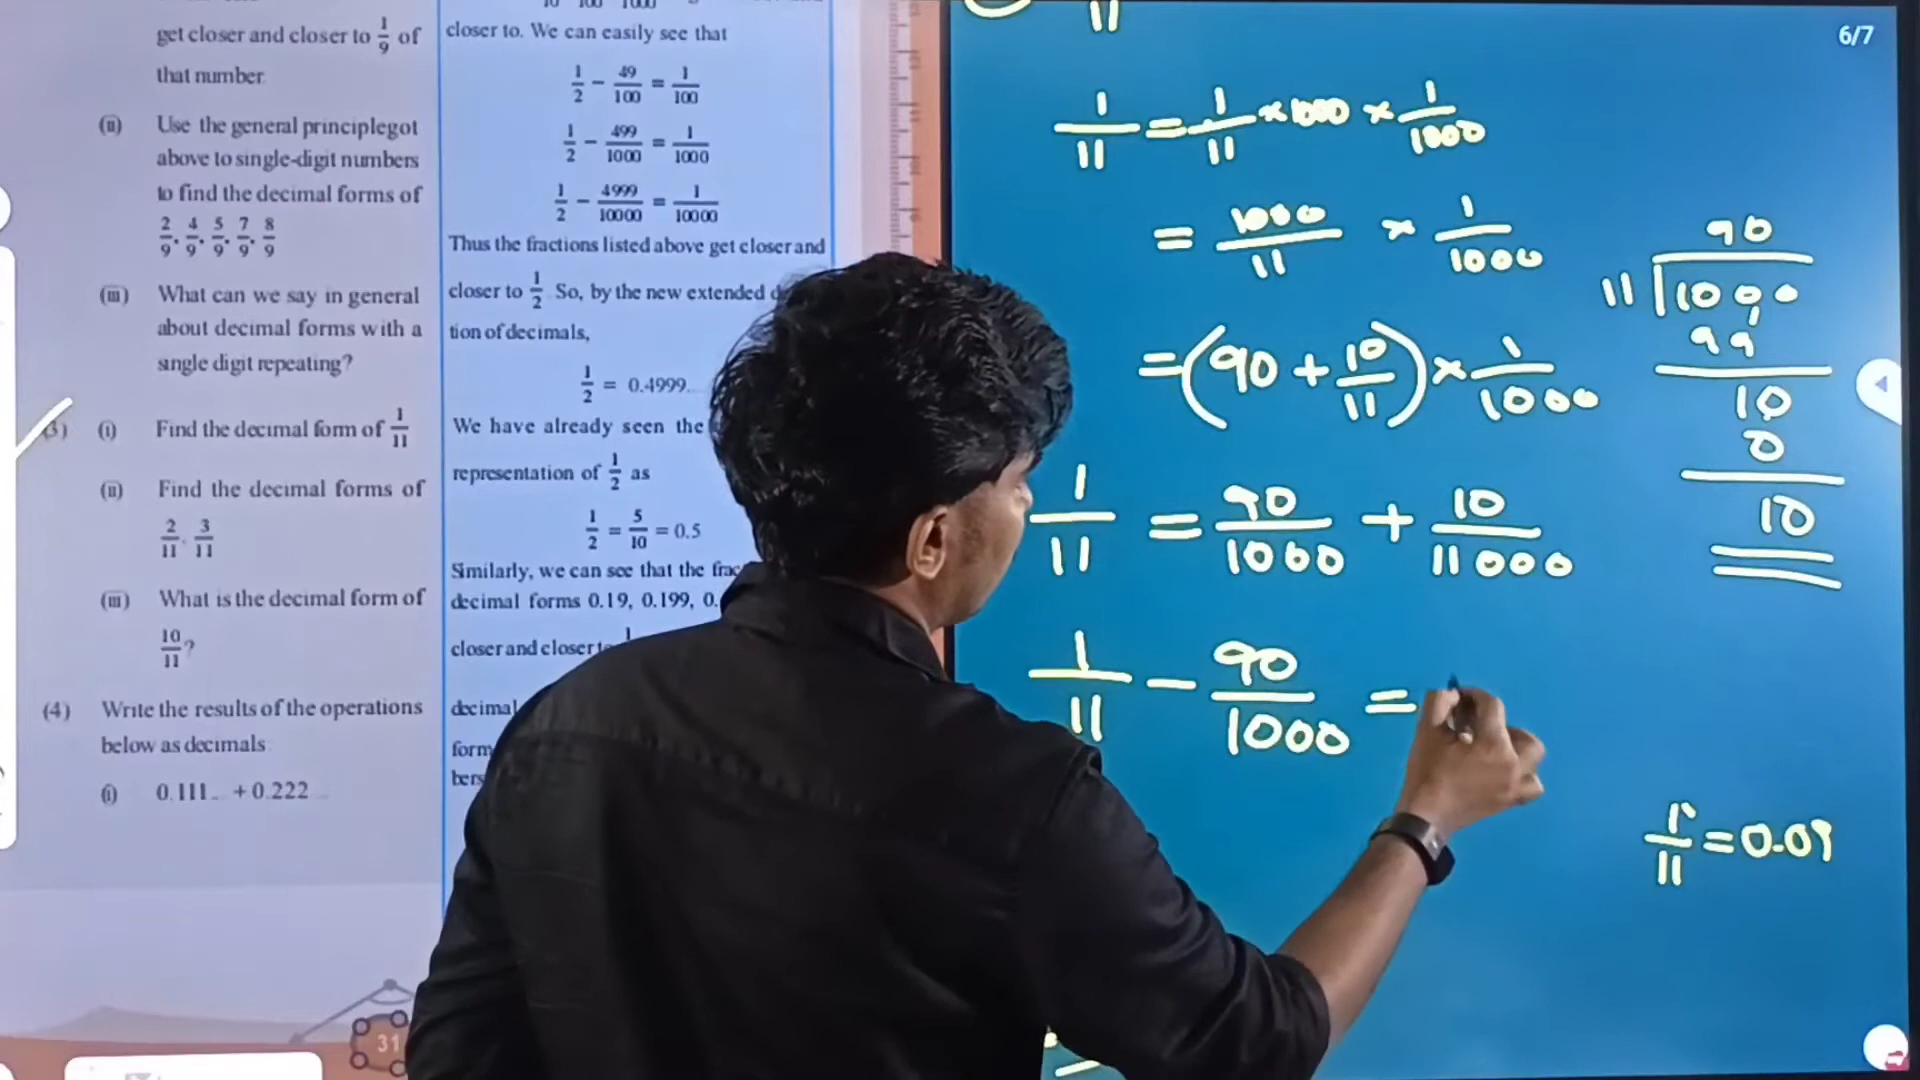 get closer and closer to 1/9 of
that number
(ii) Use the general principlegot
above to single-digit numbers
to find the decimal forms of
2/9, 4/9, 5/9, 7/9, 8/9
(iii) What can we say in general
about decimal forms with a
single digit repeating?
(3) (i) Find the decimal form of 1/11
(ii) Find the decimal forms of
2/11, 3/11
(iii) What is the decimal form of
10/11?
(4) Write the results of the operations
below as decimals
(i) 0.111... + 0.222
31
closer to. We can easily see that
1/2 − 49/100 = 1/100
1/2 − 499/1000 = 1/1000
1/2 − 4999/10000 = 1/10000
Thus the fractions listed above get closer and
closer to 1/2. So, by the new extended
tion of decimals,
1/2 = 0.4999...
We have already seen the
representation of 1/2 as
1/2 = 5/10 = 0.5
Similarly, we can see that the
decimal forms 0.19, 0.199, 0.
closer and closer
decimal
form
6/7
11
1/11 = 1/11 × 1000 × 1/1000
= 1000/11 × 1/1000
= (90 + 10/11) × 1/1000
1/11 = 90/1000 + 10/11000
1/11 − 90/1000 =
90
11 1000
99
10
0
10
1/11 = 0.09